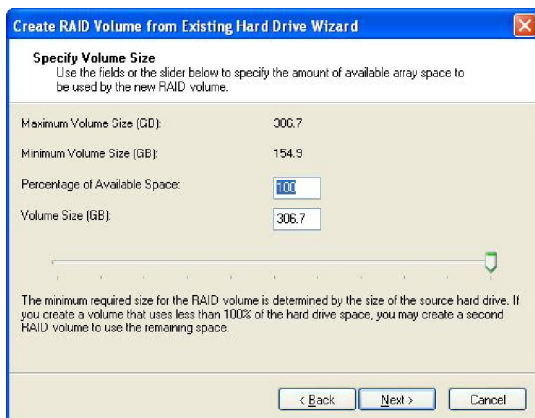 Create RAID Volume from Existing Hard Drive Wizard
Specify Volume Size
Use the fields or the slider below to specify the amount of available array space to
be used by the new RAID volume.
Maximum Volume Size (GB): 306.7
Minimum Volume Size (GB): 154.9
Percentage of Available Space: 100
Volume Size (GB): 306.7
The minimum required size for the RAID volume is determined by the size of the source hard drive. If
you create a volume that uses less than 100% of the hard drive space, you may create a second
RAID volume to use the remaining space.
< Back Next > Cancel